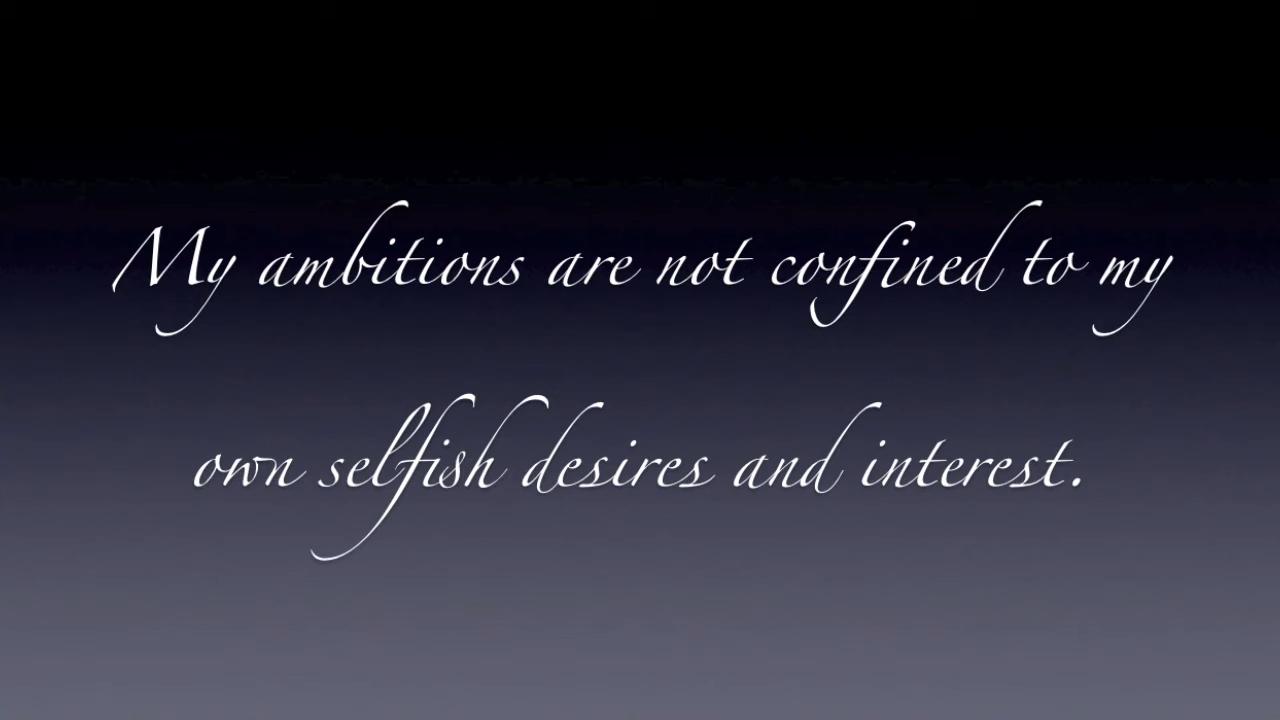 My ambitions are not confined to my
own selfish desires and interest.